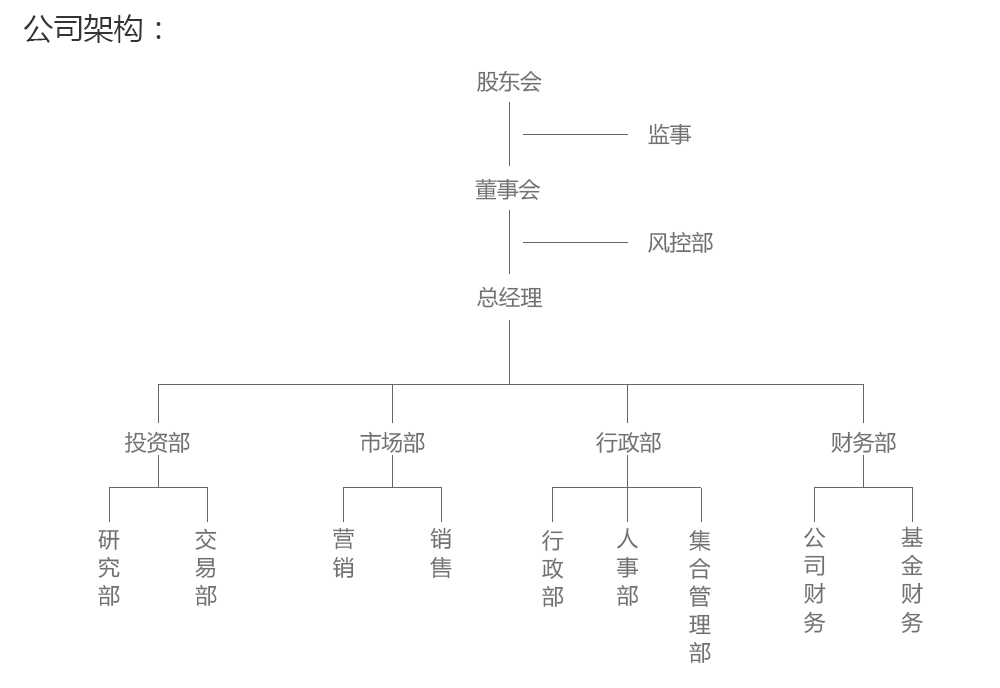 公司架构：
股东会
监事
董事会
风控部
总经理
投资部
市场部
行政部
财务部
研究部
交易部
营销
销售
行政部
人事部
集合管理部
公司财务
基金财务